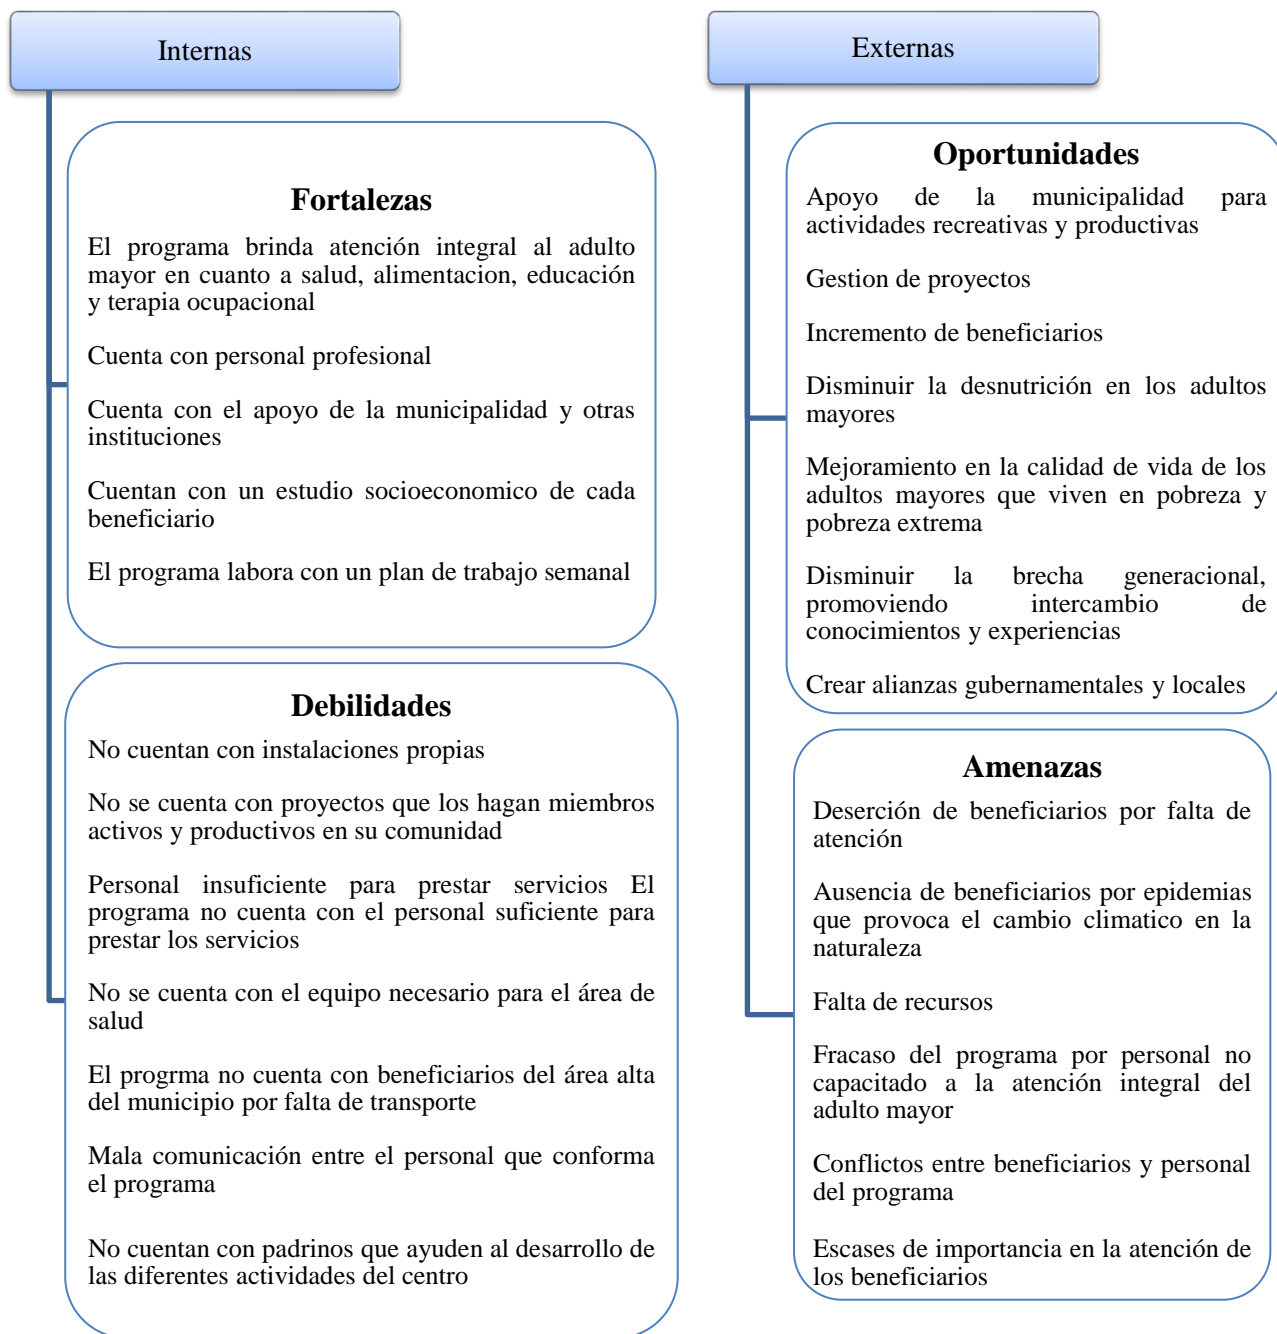 Internas
Fortalezas
El programa brinda atención integral al adulto
mayor en cuanto a salud, alimentacion, educación
y terapia ocupacional
Cuenta con personal profesional
Cuenta con el apoyo de la municipalidad y otras
instituciones
Cuentan con un estudio socioeconomico de cada
beneficiario
El programa labora con un plan de trabajo semanal
Debilidades
No cuentan con instalaciones propias
No se cuenta con proyectos que los hagan miembros
activos y productivos en su comunidad
Personal insuficiente para prestar servicios El
programa no cuenta con el personal suficiente para
prestar los servicios
No se cuenta con el equipo necesario para el área de
salud
El progrma no cuenta con beneficiarios del área alta
del municipio por falta de transporte
Mala comunicación entre el personal que conforma
el programa
No cuentan con padrinos que ayuden al desarrollo de
las diferentes actividades del centro
Externas
Oportunidades
Apoyo de la municipalidad para
actividades recreativas y productivas
Gestion de proyectos
Incremento de beneficiarios
Disminuir la desnutrición en los adultos
mayores
Mejoramiento en la calidad de vida de los
adultos mayores que viven en pobreza y
pobreza extrema
Disminuir la brecha generacional,
promoviendo intercambio de
conocimientos y experiencias
Crear alianzas gubernamentales y locales
Amenazas
Deserción de beneficiarios por falta de
atención
Ausencia de beneficiarios por epidemias
que provoca el cambio climatico en la
naturaleza
Falta de recursos
Fracaso del programa por personal no
capacitado a la atención integral del
adulto mayor
Conflictos entre beneficiarios y personal
del programa
Escases de importancia en la atención de
los beneficiarios